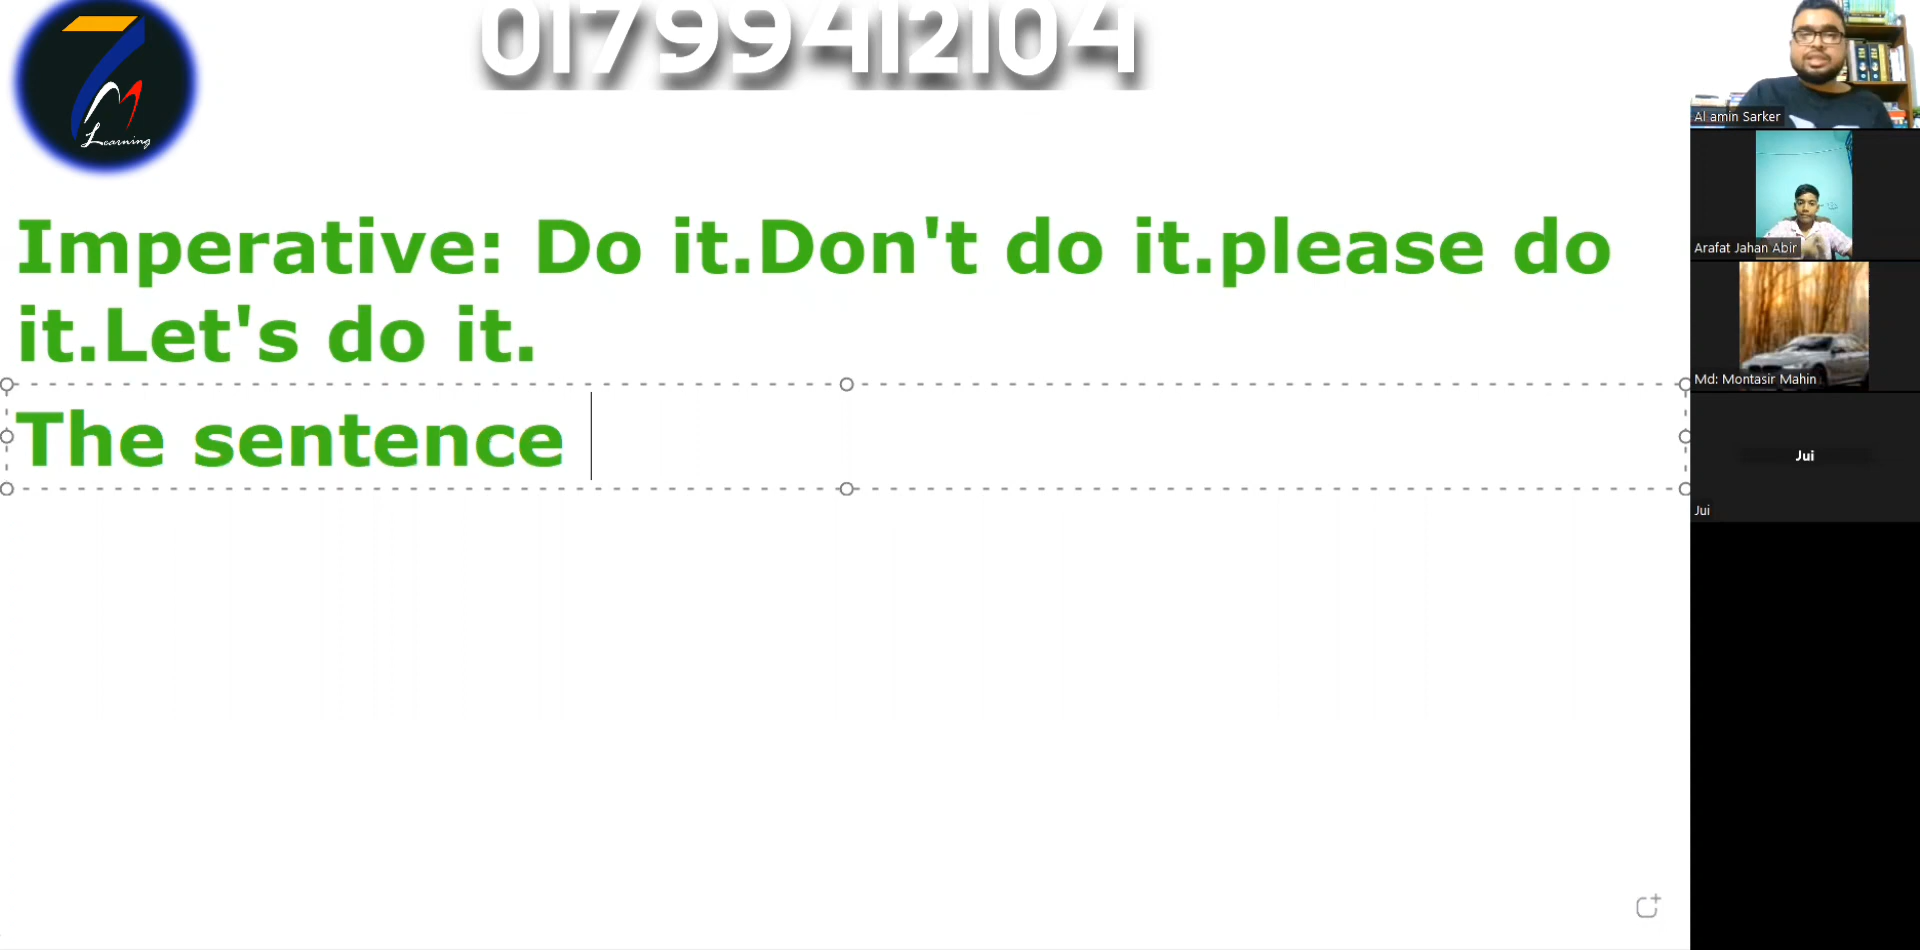 01799412104
Learning
Imperative: Do it.Don't do it.please do
it.Let's do it.
The sentence
Al amin Sarker
Arafat Jahan Abir
Md: Montasir Mahin
Jui
Jui